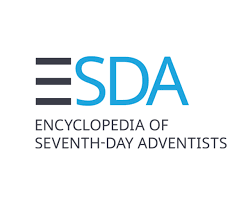 ESDA
ENCYCLOPEDIA OF
SEVENTH-DAY ADVENTISTS